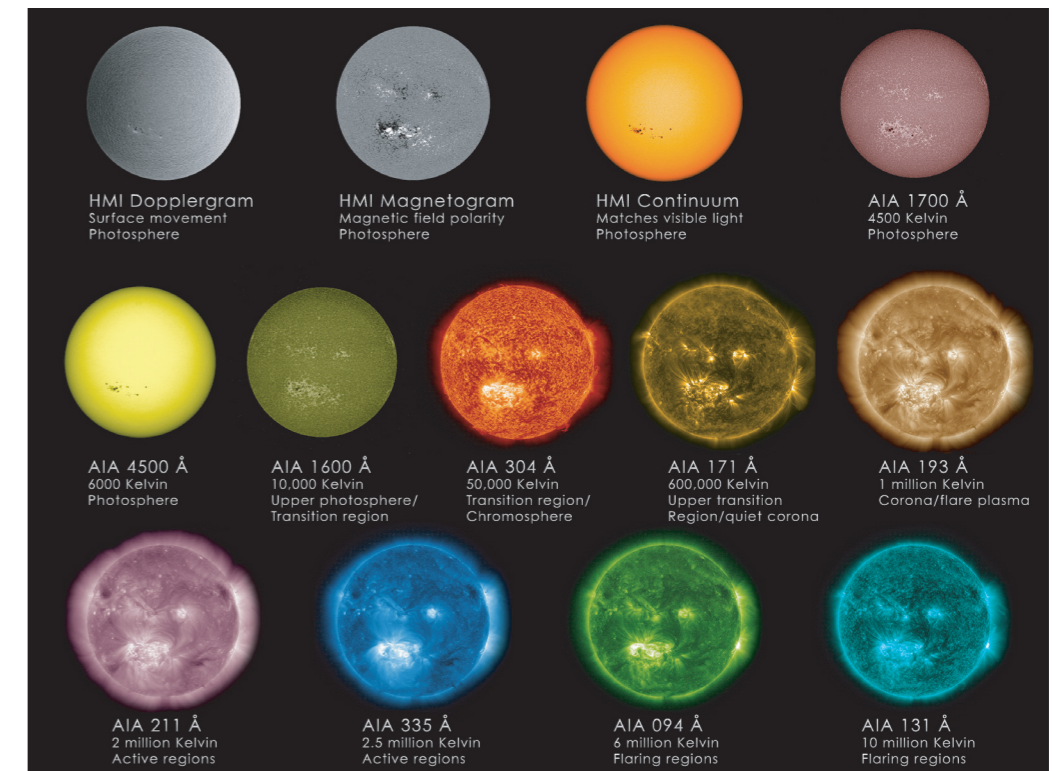 HMI Dopplergram
Surface movement
Photosphere
HMI Magnetogram
Magnetic field polarity
Photosphere
HMI Continuum
Matches visible light
Photosphere
AIA 1700 Å
4500 Kelvin
Photosphere
AIA 4500 Å
6000 Kelvin
Photosphere
AIA 1600 Å
10,000 Kelvin
Upper photosphere/
Transition region
AIA 304 Å
50,000 Kelvin
Transition region/
Chromosphere
AIA 171 Å
600,000 Kelvin
Upper transition
Region/quiet corona
AIA 193 Å
1 million Kelvin
Corona/flare plasma
AIA 211 Å
2 million Kelvin
Active regions
AIA 335 Å
2.5 million Kelvin
Active regions
AIA 094 Å
6 million Kelvin
Flaring regions
AIA 131 Å
10 million Kelvin
Flaring regions